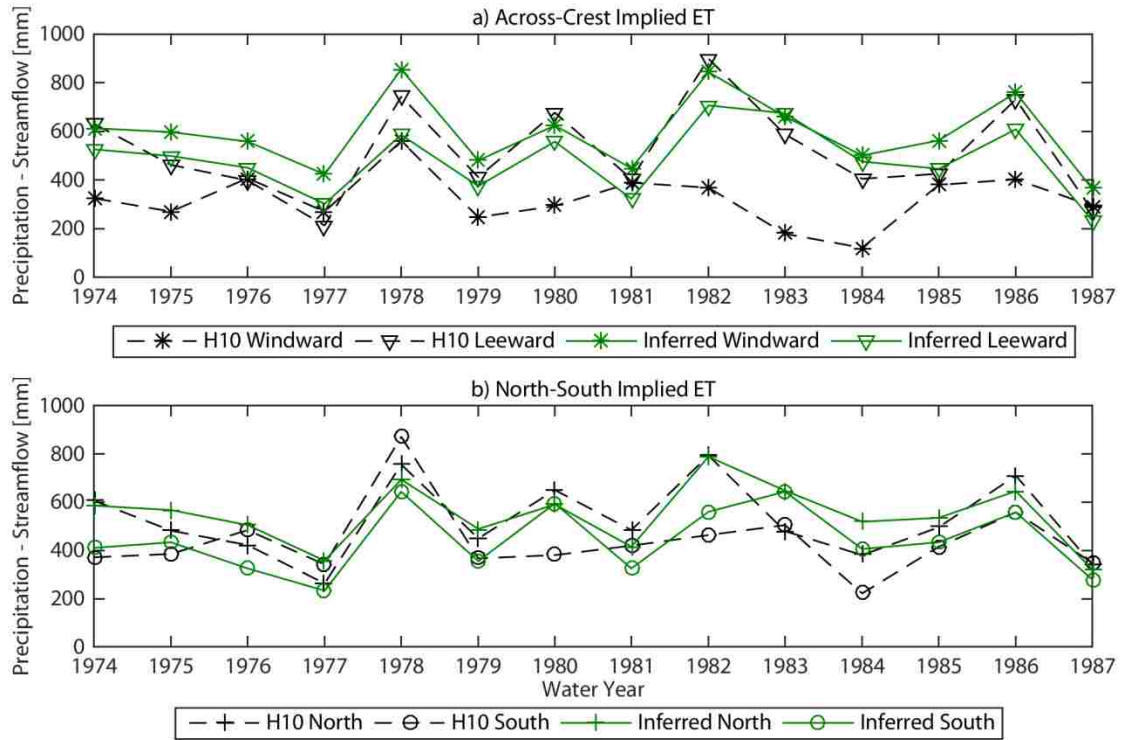 a) Across-Crest Implied ET
Precipitation - Streamflow [mm]
1000
800
600
400
200
0
1974 1975 1976 1977 1978 1979 1980 1981 1982 1983 1984 1985 1986 1987
H10 Windward H10 Leeward Inferred Windward Inferred Leeward
b) North-South Implied ET
Precipitation - Streamflow [mm]
1000
800
600
400
200
0
1974 1975 1976 1977 1978 1979 1980 1981 1982 1983 1984 1985 1986 1987
Water Year
H10 North H10 South Inferred North Inferred South